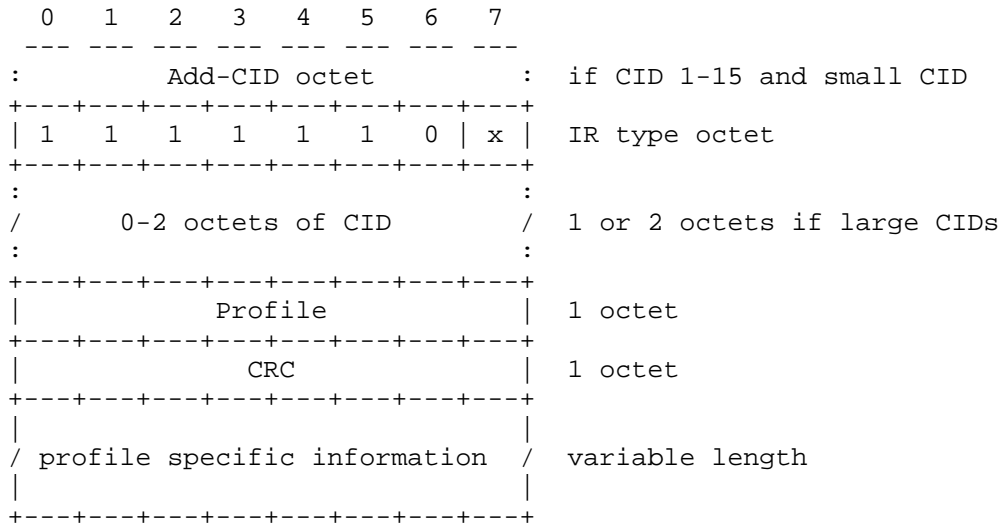 0   1   2   3   4   5   6   7
 --- --- --- --- --- --- --- ---
:         Add-CID octet         :  if CID 1-15 and small CID
+---+---+---+---+---+---+---+---+
| 1   1   1   1   1   1   0 | x |  IR type octet
+---+---+---+---+---+---+---+---+
:                               :
/      0-2 octets of CID        /  1 or 2 octets if large CIDs
:                               :
+---+---+---+---+---+---+---+---+
|            Profile            |  1 octet
+---+---+---+---+---+---+---+---+
|              CRC              |  1 octet
+---+---+---+---+---+---+---+---+
|                               |
/ profile specific information  /  variable length
|                               |
+---+---+---+---+---+---+---+---+